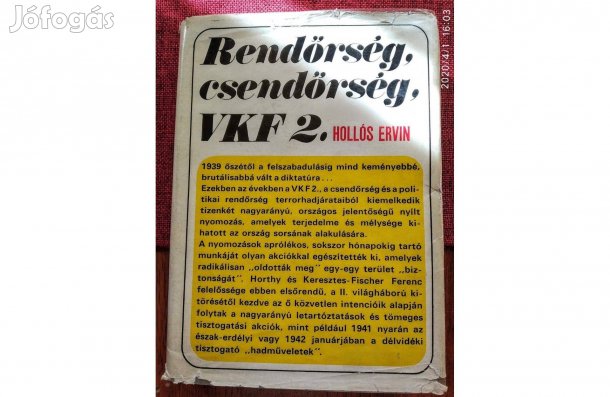 Jófogás
2020/4/1 16:03
Rendőrség,
csendőrség,
VKF 2. HOLLÓS ERVIN
1939 őszétől a felszabadulásig mind keményebbé,
brutálisabbá vált a diktatúra...
Ezekben az években a VKF 2., a csendőrség és a poli-
tikai rendőrség terrorhadjárataiból kiemelkedik
tizenkét nagyarányú, országos jelentőségű nyílt
nyomozás, amelyek terjedelme és mélysége ki-
hatott az ország sorsának alakulására.
A nyomozások aprólékos, sokszor hónapokig tartó
munkáját olyan akciókkal egészítették ki, amelyek
radikálisan „oldották meg" egy-egy terület „biz-
tonságát". Horthy és Keresztes-Fischer Ferenc
felelőssége ebben elsőrendű, a II. világháború ki-
törésétől kezdve az ő közvetlen intencióik alapján
folytak a nagyarányú letartóztatások és tömeges
tisztogatási akciók, mint például 1941 nyarán az
észak-erdélyi vagy 1942 januárjában a délvidéki
tisztogató „hadműveletek".